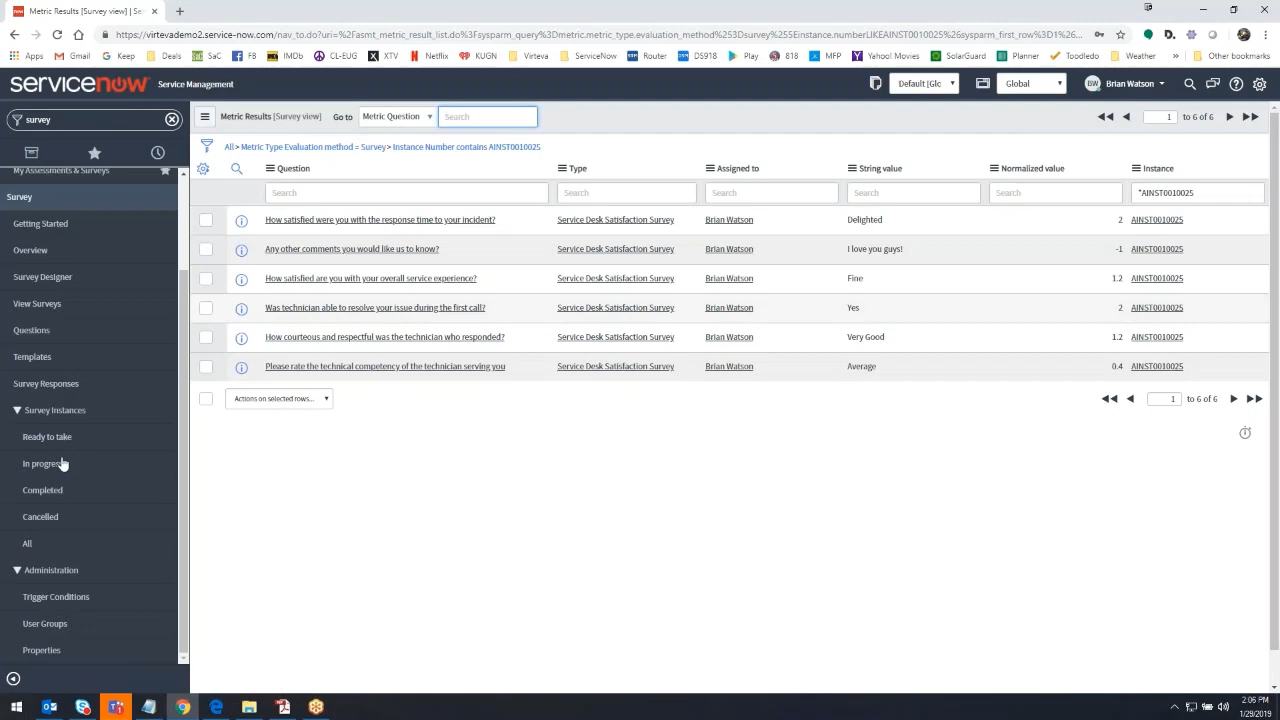 new Metric Results | Service Now D
https://virtevademo2.service-now.com/nav_to.do?uri=%2Fasmt_metric_result_list.do%3Fsysparm_query%3Dmetric.metric_type.evaluation_method%253Dsurvey%255Einstance.numberLIKEAINST0010025%26sysparm_first_row%3D1%26...
Apps Gmail Deals SaC FB IMDb CL-EUG XTV Netflix KUGN Virteva ServiceNow Router DS918 Play 818 MFP Yahoo! Movies SolarGuard Toodledo WRX Other bookmarks
servicenow Service Management
Default [Glc Global BW Brian Watson
survey
Metric Results [Survey view] Go to Metric Question Search 1 to 6 of 6
All > Metric Type Evaluation method = Survey > Instance Number contains AINST0010025
Question Type Assigned to String value Normalized value Instance
Search Search Search Search Search *AINST0010025
How satisfied were you with the response time to your incident? Service Desk Satisfaction Survey Brian Watson Delighted 2 AINST0010025
Any other comments you would like us to know? Service Desk Satisfaction Survey Brian Watson I love you guys! -1 AINST0010025
How satisfied are you with your overall service experience? Service Desk Satisfaction Survey Brian Watson Fine 1.2 AINST0010025
Was technician able to resolve your issue during the first call? Service Desk Satisfaction Survey Brian Watson Yes 2 AINST0010025
How courteous and respectful was the technician who responded? Service Desk Satisfaction Survey Brian Watson Very Good 1.2 AINST0010025
Please rate the technical competency of the technician serving you Service Desk Satisfaction Survey Brian Watson Average 0.4 AINST0010025
Actions on selected rows... 1 to 6 of 6
My Assessments & Surveys
Survey
Getting Started
Overview
Survey Designer
View Surveys
Questions
Templates
Survey Responses
Survey Instances
Ready to take
In progress
Completed
Cancelled
All
Administration
Trigger Conditions
User Groups
Properties
2:06 PM
1/29/2019